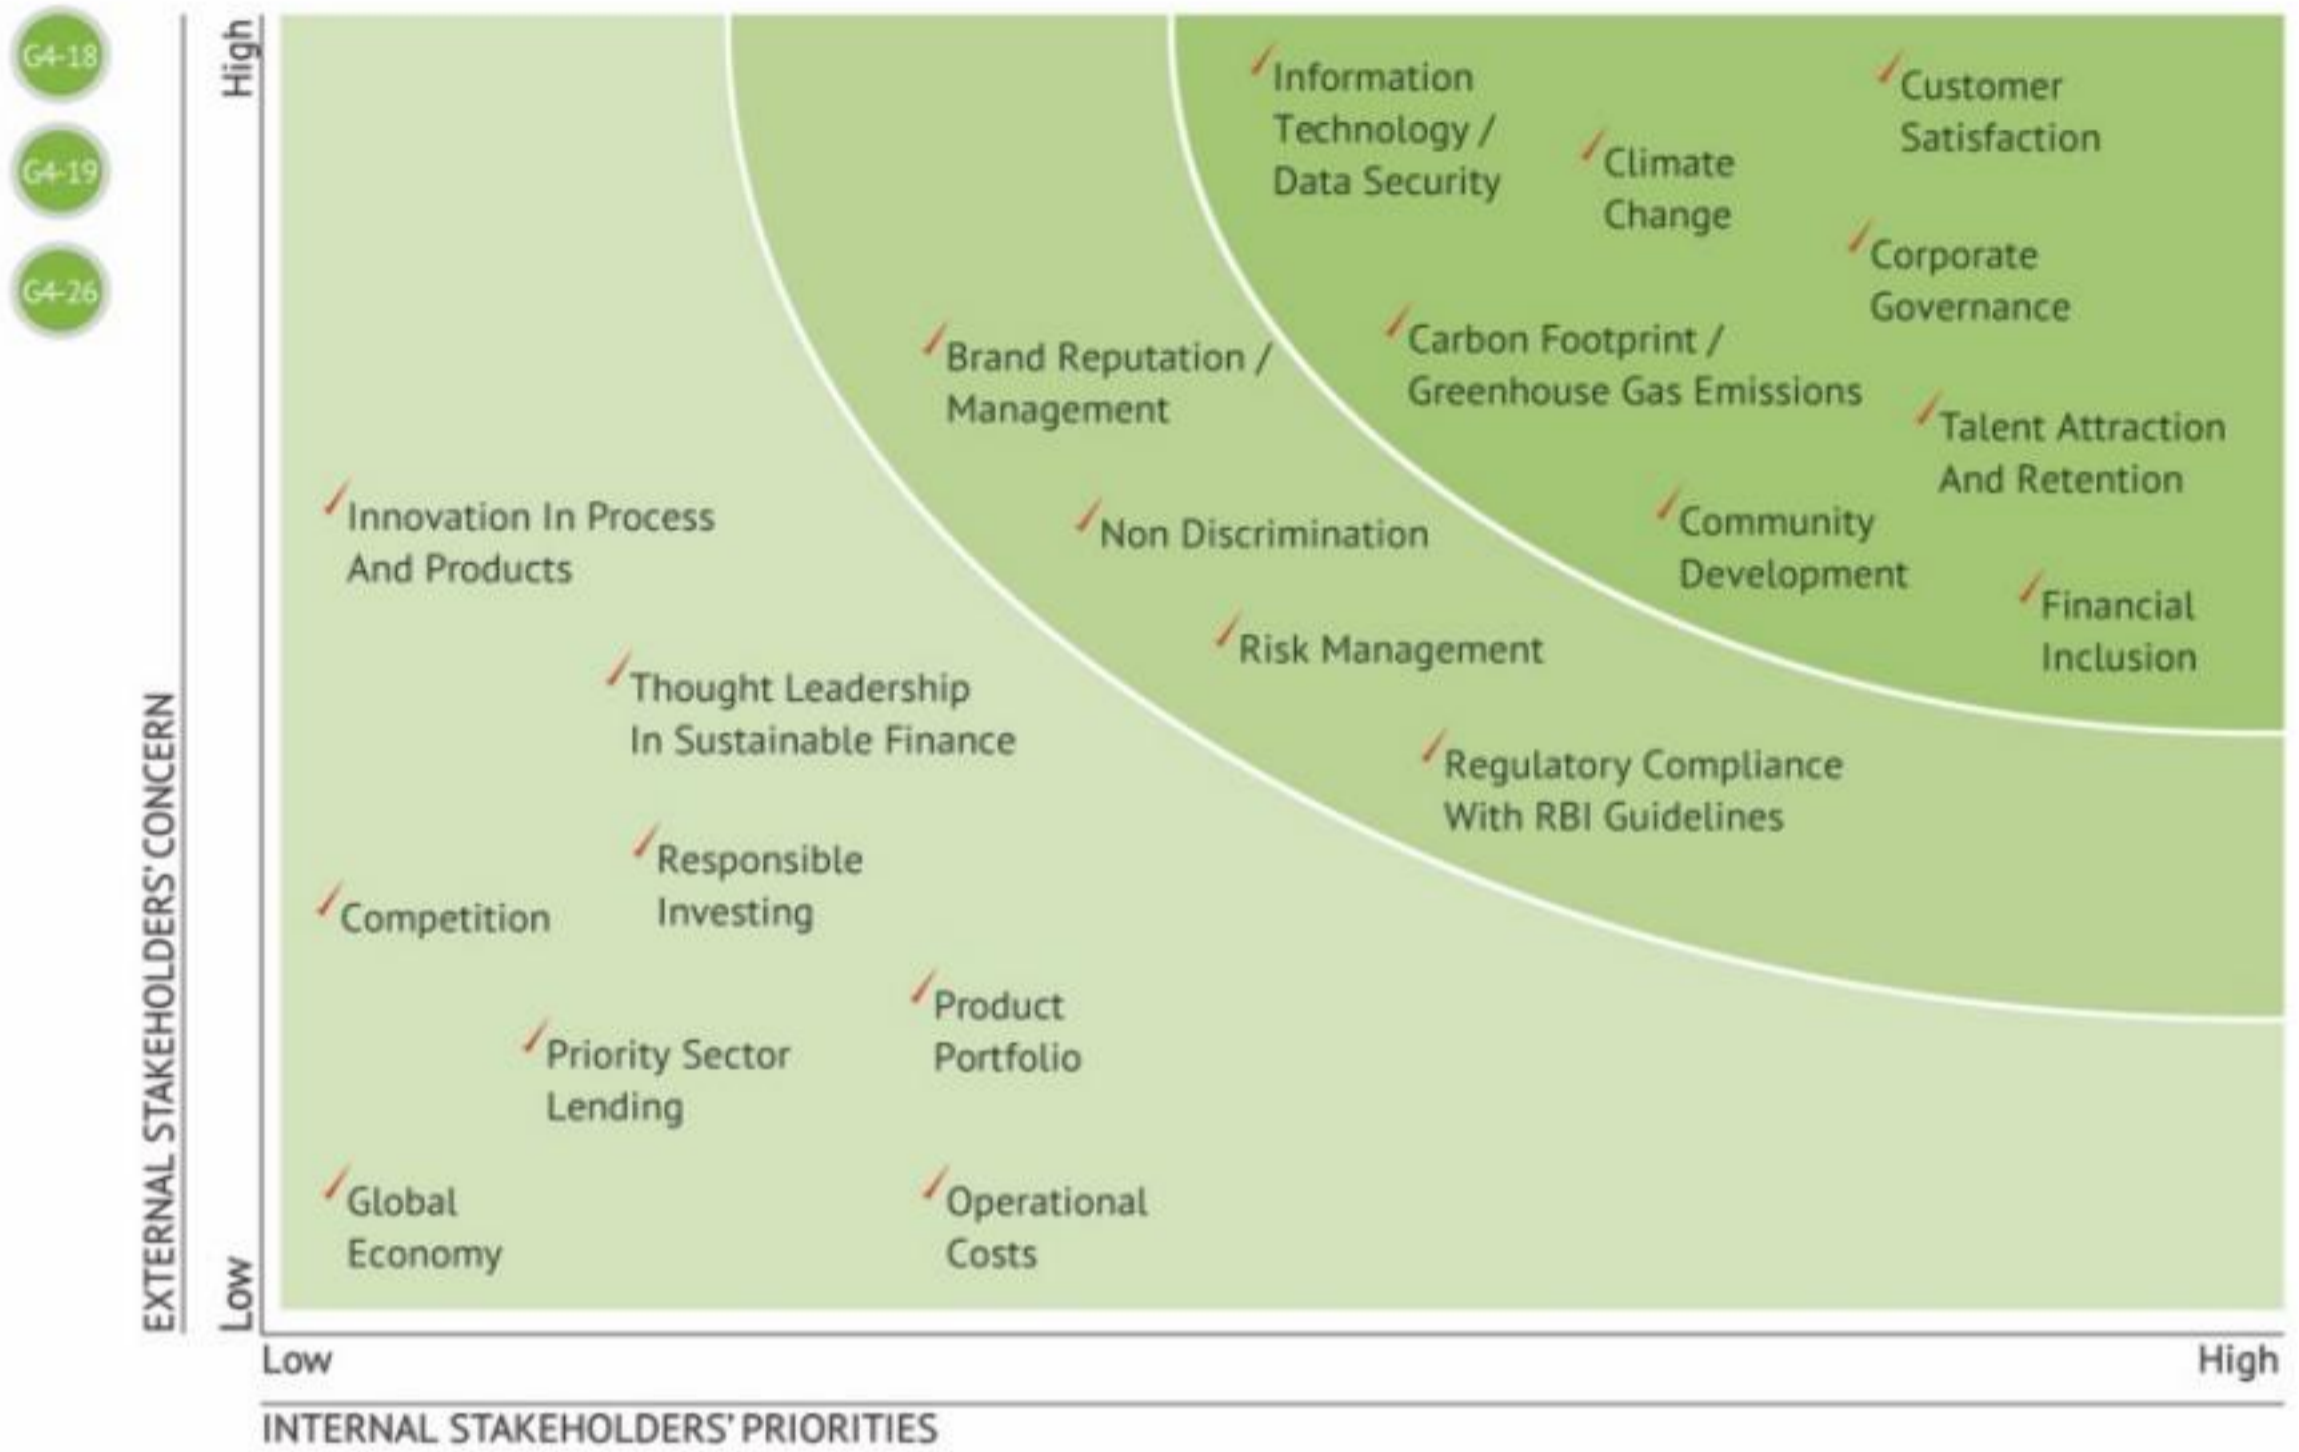 G4-18
G4-19
G4-26
EXTERNAL STAKEHOLDERS' CONCERN
High
Low
Information
Technology /
Data Security
Climate
Change
Customer
Satisfaction
Corporate
Governance
Carbon Footprint /
Greenhouse Gas Emissions
Talent Attraction
And Retention
Community
Development
Financial
Inclusion
Brand Reputation /
Management
Non Discrimination
Risk Management
Regulatory Compliance
With RBI Guidelines
Innovation In Process
And Products
Thought Leadership
In Sustainable Finance
Responsible
Investing
Competition
Product
Portfolio
Priority Sector
Lending
Global
Economy
Operational
Costs
Low
High
INTERNAL STAKEHOLDERS' PRIORITIES